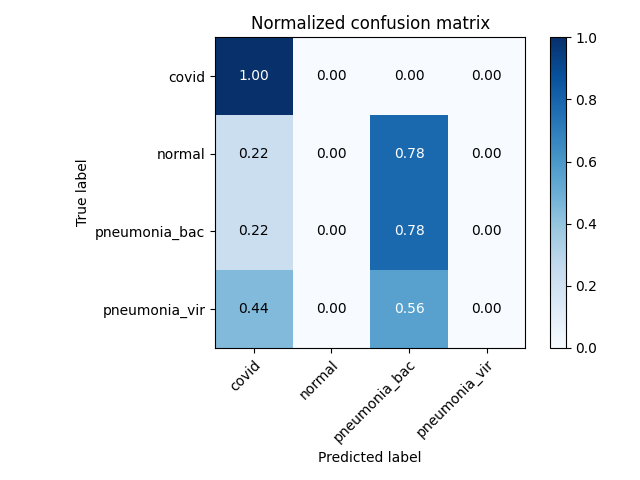 Normalized confusion matrix
True label
covid 1.00 0.00 0.00 0.00
normal 0.22 0.00 0.78 0.00
pneumonia_bac 0.22 0.00 0.78 0.00
pneumonia_vir 0.44 0.00 0.56 0.00
covid normal pneumonia_bac pneumonia_vir
Predicted label
1.0
0.8
0.6
0.4
0.2
0.0